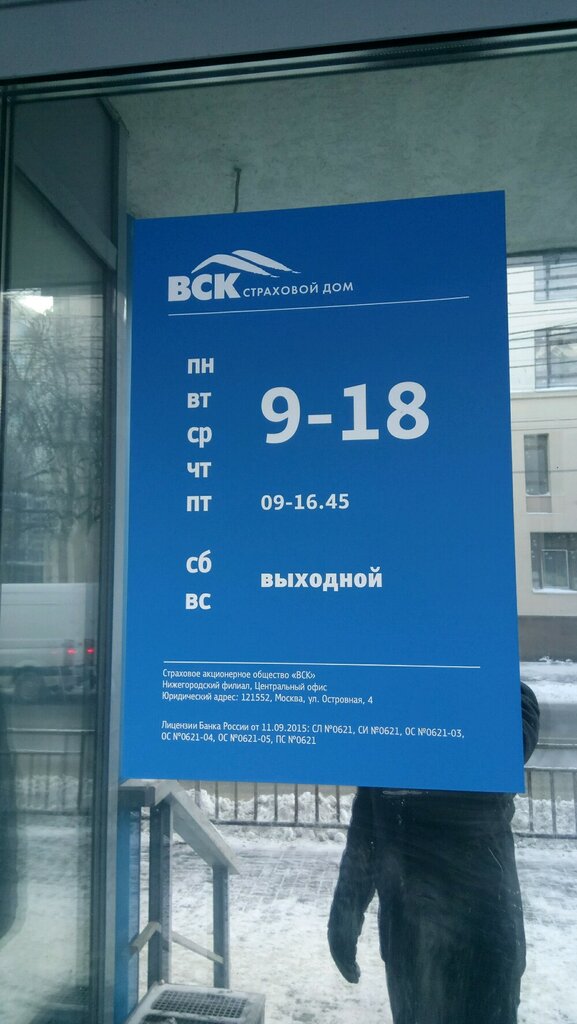 ВСК СТРАХОВОЙ ДОМ
пн
вт
ср
чт
9-18
пт 09-16.45
сб
вс
выходной
Страховое акционерное общество «ВСК»
Нижегородский филиал, Центральный офис
Юридический адрес: 121552, Москва, ул. Островная, 4
Лицензии Банка России от 11.09.2015: СЛ №0621, СИ №0621, ОС №0621-03,
ОС №0621-04, ОС №0621-05, ПС №0621